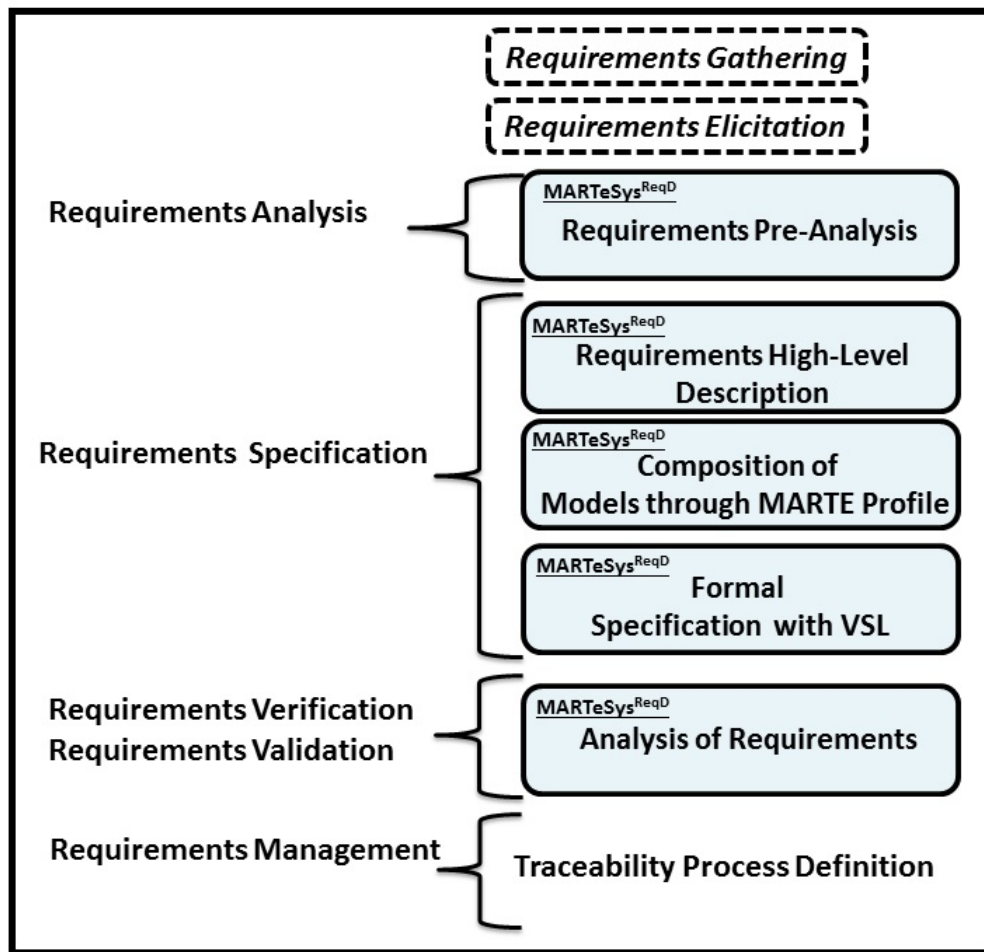 Requirements Gathering
Requirements Elicitation
Requirements Analysis
MARTeSysReqD
Requirements Pre-Analysis
Requirements Specification
MARTeSysReqD
Requirements High-Level
Description
MARTeSysReqD
Composition of
Models through MARTE Profile
MARTeSysReqD
Formal
Specification with VSL
Requirements Verification
Requirements Validation
MARTeSysReqD
Analysis of Requirements
Requirements Management
Traceability Process Definition